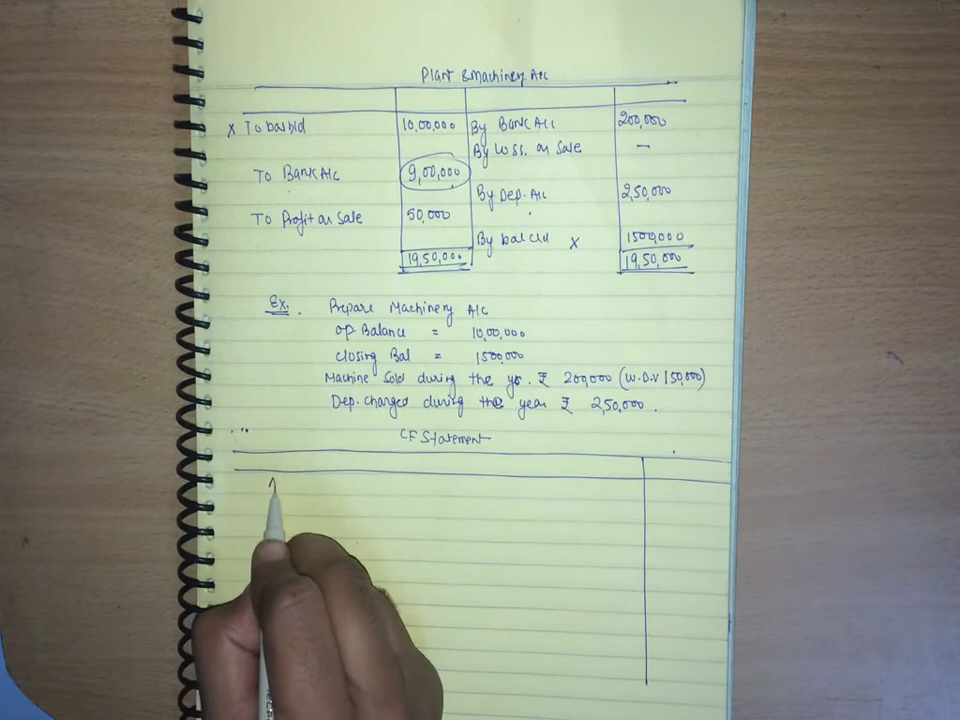 Plant & Machinery A/c
x To bal b/d 10,00,000 By Bank A/c 200,000
By Loss on Sale —
To Bank A/c 9,00,000
By Dep. A/c 2,50,000
To Profit on Sale 50,000
By bal c/d x 1500,000
19,50,000 19,50,000
Ex. Prepare Machinery A/c
op. Balance = 10,00,000
closing Bal = 1500,000
Machine Sold during the yr. ₹ 200,000 (W.D.V 150,000)
Dep. charged during the year ₹ 2,50,000.
CF Statement